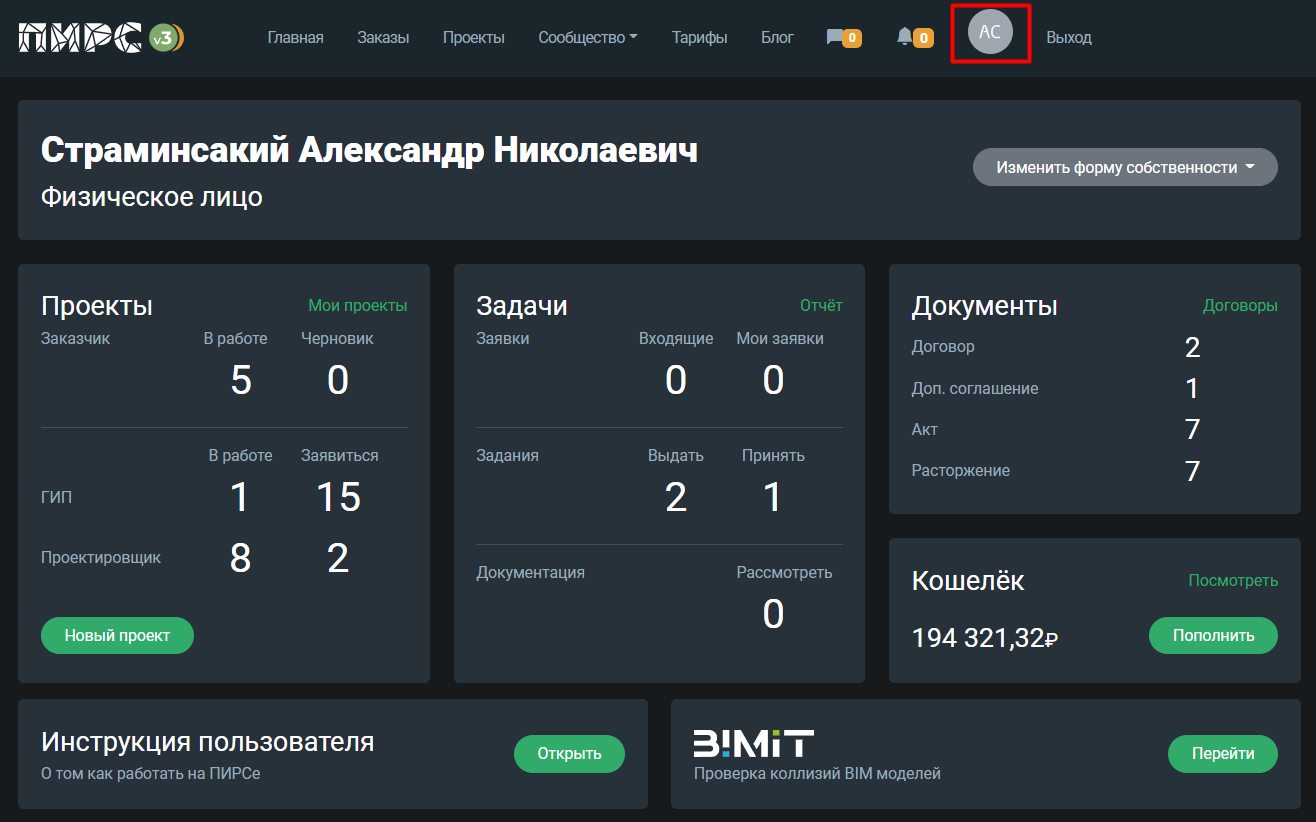 ПИРС v3 Главная Заказы Проекты Сообщество Тарифы Блог 0 0 АС Выход
Страминсакий Александр Николаевич
Физическое лицо
Изменить форму собственности
Проекты Мои проекты
Заказчик В работе Черновик
5 0
В работе Заявиться
ГИП 1 15
Проектировщик 8 2
Новый проект
Задачи Отчёт
Заявки Входящие Мои заявки
0 0
Задания Выдать Принять
2 1
Документация Рассмотреть
0
Документы Договоры
Договор 2
Доп. соглашение 1
Акт 7
Расторжение 7
Кошелёк Посмотреть
194 321,32₽ Пополнить
Инструкция пользователя
О том как работать на ПИРСе
Открыть
BIMiT
Проверка коллизий BIM моделей
Перейти